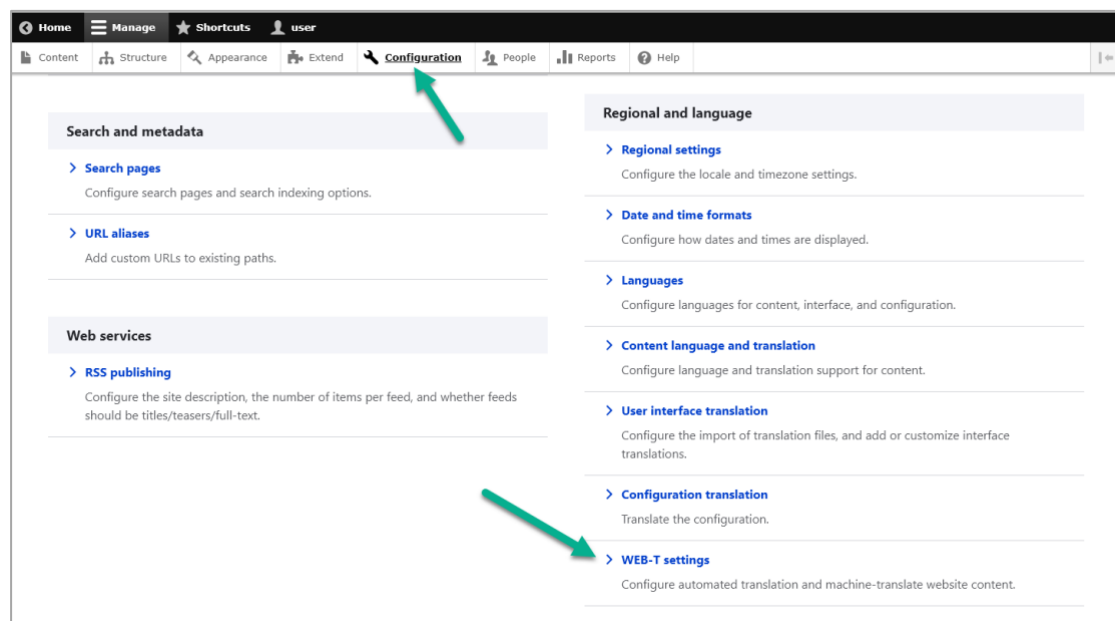 Home Manage Shortcuts user
Content Structure Appearance Extend Configuration People Reports Help
Search and metadata
Search pages
Configure search pages and search indexing options.
URL aliases
Add custom URLs to existing paths.
Web services
RSS publishing
Configure the site description, the number of items per feed, and whether feeds
should be titles/teasers/full-text.
Regional and language
Regional settings
Configure the locale and timezone settings.
Date and time formats
Configure how dates and times are displayed.
Languages
Configure languages for content, interface, and configuration.
Content language and translation
Configure language and translation support for content.
User interface translation
Configure the import of translation files, and add or customize interface
translations.
Configuration translation
Translate the configuration.
WEB-T settings
Configure automated translation and machine-translate website content.